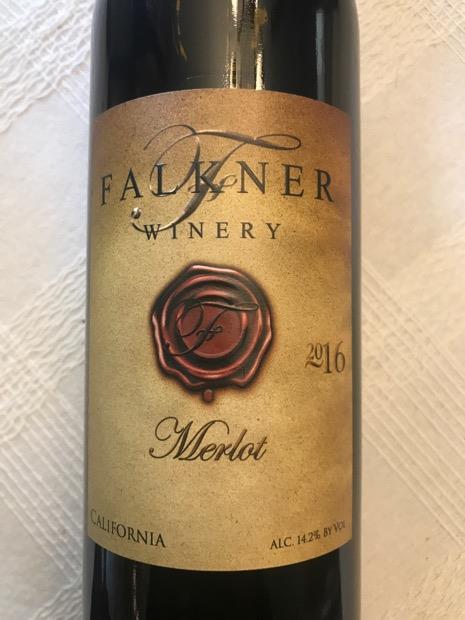 F
FALKNER
WINERY
F
2016
Merlot
CALIFORNIA
ALC. 14.2% BY VOL